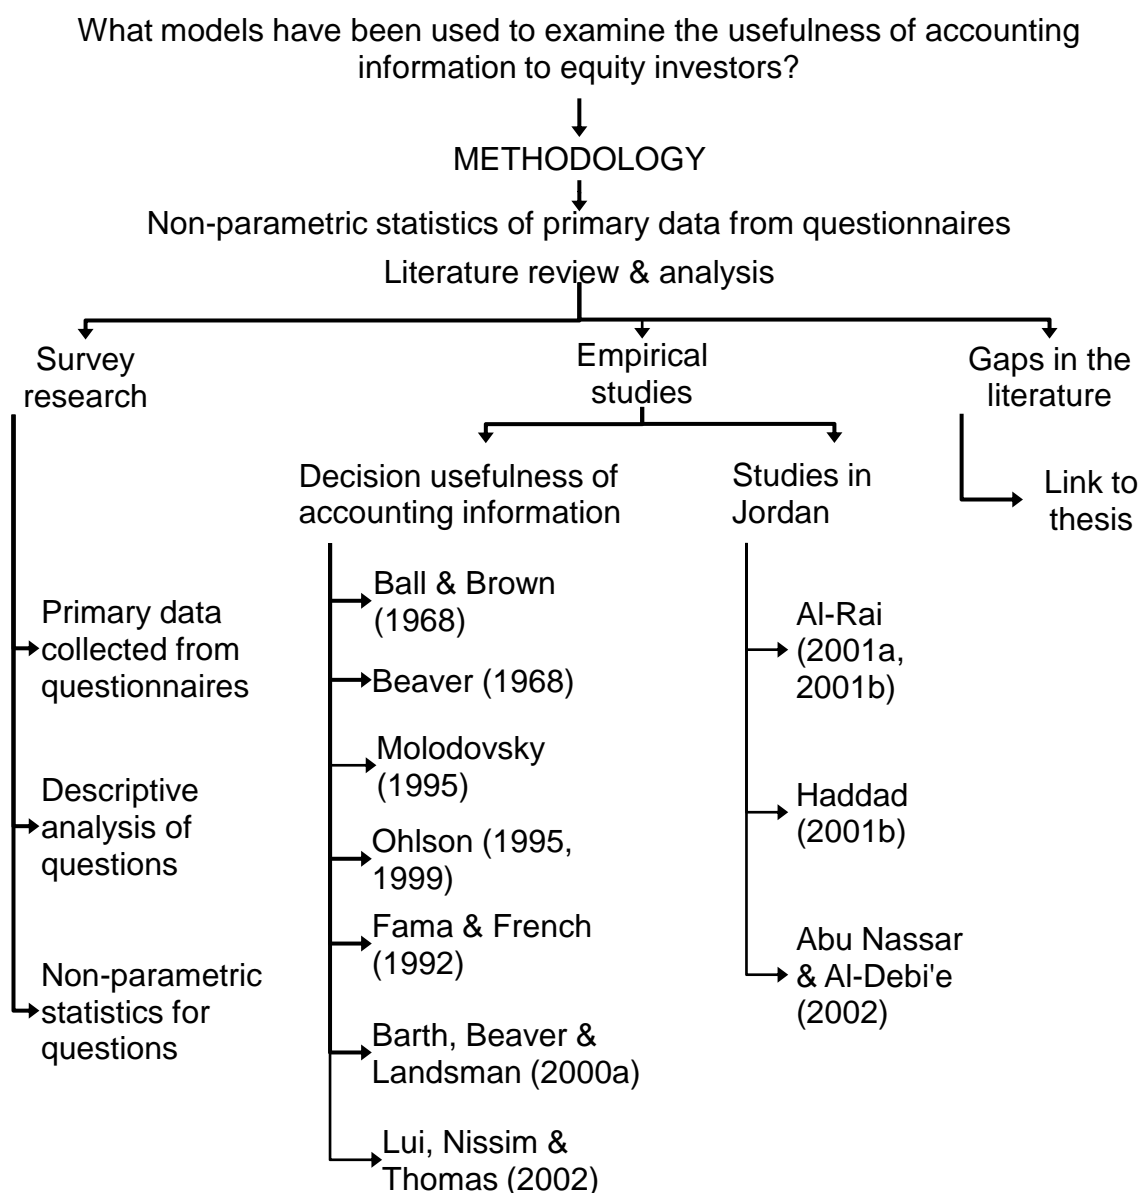 What models have been used to examine the usefulness of accounting
information to equity investors?
METHODOLOGY
Non-parametric statistics of primary data from questionnaires
Literature review & analysis
Survey
research
Primary data
collected from
questionnaires
Descriptive
analysis of
questions
Non-parametric
statistics for
questions
Empirical
studies
Decision usefulness of
accounting information
Ball & Brown
(1968)
Beaver (1968)
Molodovsky
(1995)
Ohlson (1995,
1999)
Fama & French
(1992)
Barth, Beaver &
Landsman (2000a)
Lui, Nissim &
Thomas (2002)
Studies in
Jordan
Al-Rai
(2001a,
2001b)
Haddad
(2001b)
Abu Nassar
& Al-Debi'e
(2002)
Gaps in the
literature
Link to
thesis